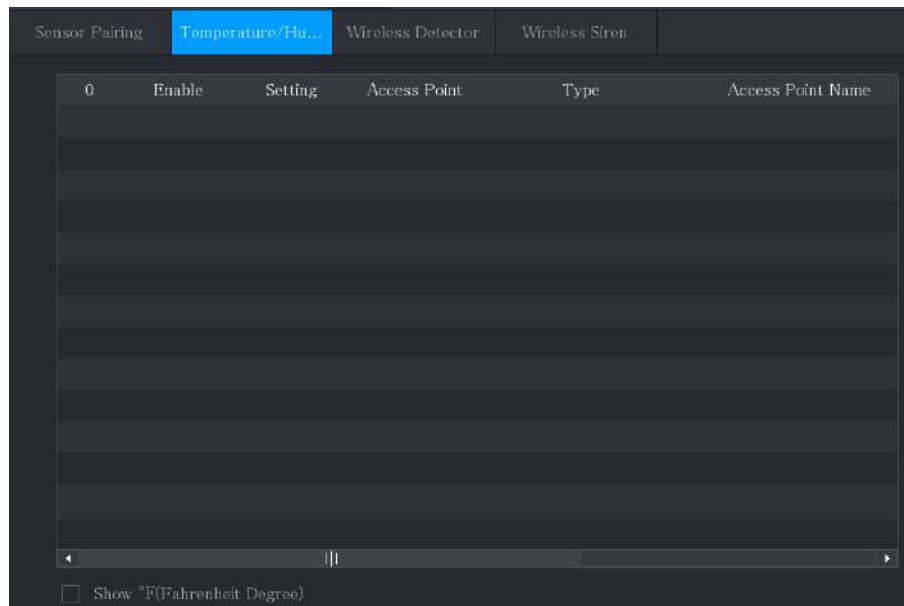 Sensor Pairing Temperature/Hu... Wireless Detector Wireless Siren
0 Enable Setting Access Point Type Access Point Name
Show °F(Fahrenheit Degree)